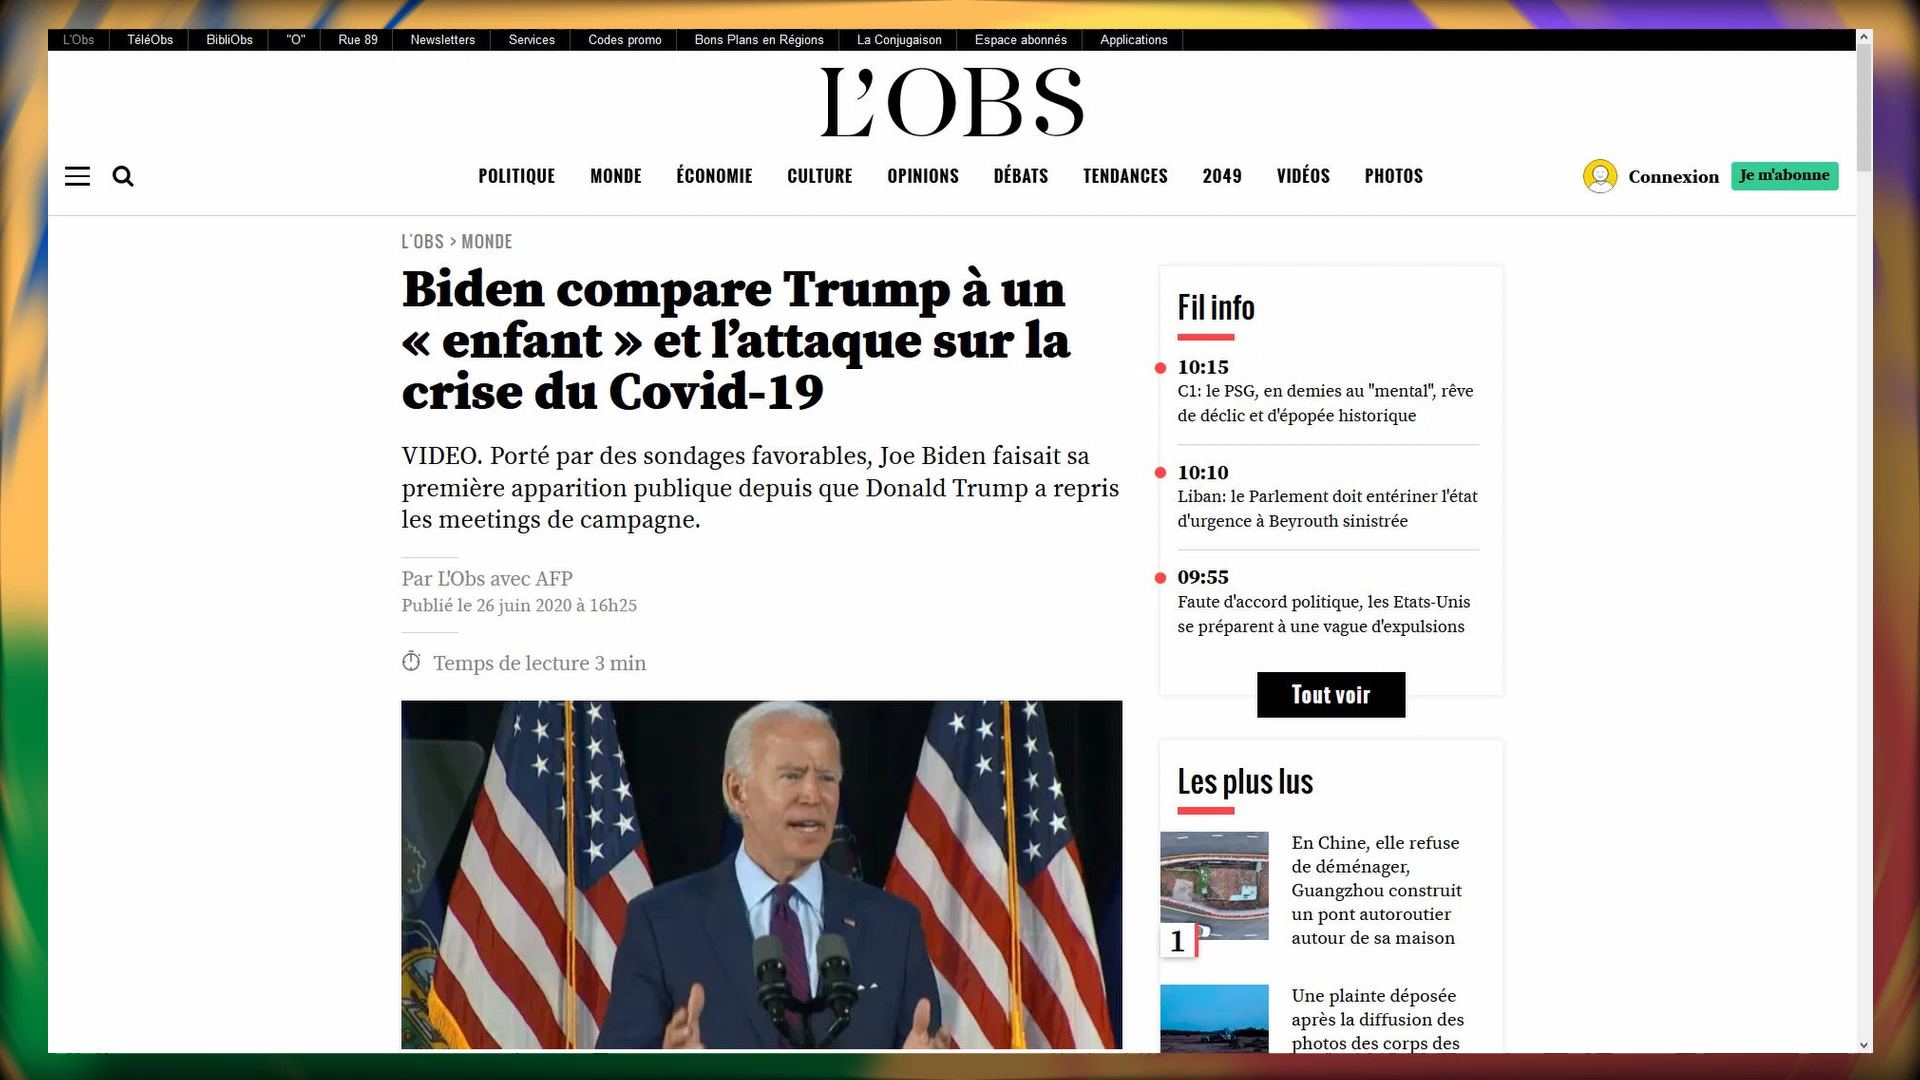 L'Obs
TéléObs
BibliObs
"O"
Rue 89
Newsletters
Services
Codes promo
Bons Plans en Régions
La Conjugaison
Espace abonnés
Applications
L'OBS
POLITIQUE
MONDE
ÉCONOMIE
CULTURE
OPINIONS
DÉBATS
TENDANCES
2049
VIDÉOS
PHOTOS
Connexion
Je m'abonne
L'OBS > MONDE
Biden compare Trump à un
« enfant » et l’attaque sur la
crise du Covid-19
VIDEO. Porté par des sondages favorables, Joe Biden faisait sa
première apparition publique depuis que Donald Trump a repris
les meetings de campagne.
Par L'Obs avec AFP
Publié le 26 juin 2020 à 16h25
Temps de lecture 3 min
Fil info
10:15
C1: le PSG, en demies au "mental", rêve
de déclic et d'épopée historique
10:10
Liban: le Parlement doit entériner l'état
d'urgence à Beyrouth sinistrée
09:55
Faute d'accord politique, les Etats-Unis
se préparent à une vague d'expulsions
Tout voir
Les plus lus
1
En Chine, elle refuse
de déménager,
Guangzhou construit
un pont autoroutier
autour de sa maison
Une plainte déposée
après la diffusion des
photos des corps des